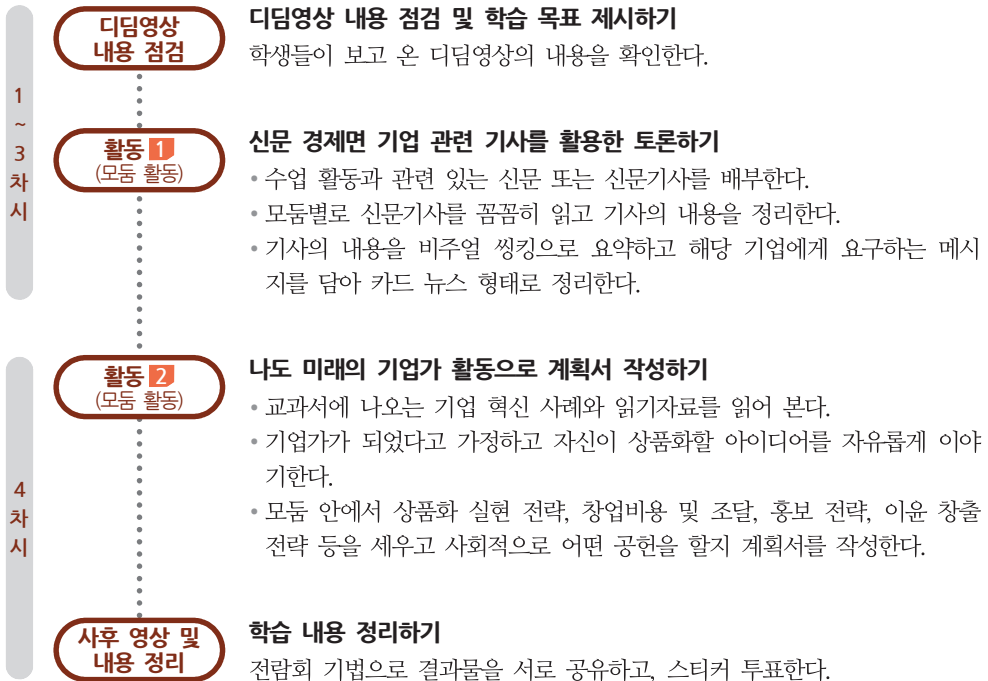 1
~
3
차
시
디딤영상
내용 점검
디딤영상 내용 점검 및 학습 목표 제시하기
학생들이 보고 온 디딤영상의 내용을 확인한다.
활동 1
(모둠 활동)
신문 경제면 기업 관련 기사를 활용한 토론하기
• 수업 활동과 관련 있는 신문 또는 신문기사를 배부한다.
• 모둠별로 신문기사를 꼼꼼히 읽고 기사의 내용을 정리한다.
• 기사의 내용을 비주얼 씽킹으로 요약하고 해당 기업에게 요구하는 메시
지를 담아 카드 뉴스 형태로 정리한다.
4
차
시
활동 2
(모둠 활동)
나도 미래의 기업가 활동으로 계획서 작성하기
• 교과서에 나오는 기업 혁신 사례와 읽기자료를 읽어 본다.
• 기업가가 되었다고 가정하고 자신이 상품화할 아이디어를 자유롭게 이야
기한다.
• 모둠 안에서 상품화 실현 전략, 창업비용 및 조달, 홍보 전략, 이윤 창출
전략 등을 세우고 사회적으로 어떤 공헌을 할지 계획서를 작성한다.
사후 영상 및
내용 정리
학습 내용 정리하기
전람회 기법으로 결과물을 서로 공유하고, 스티커 투표한다.